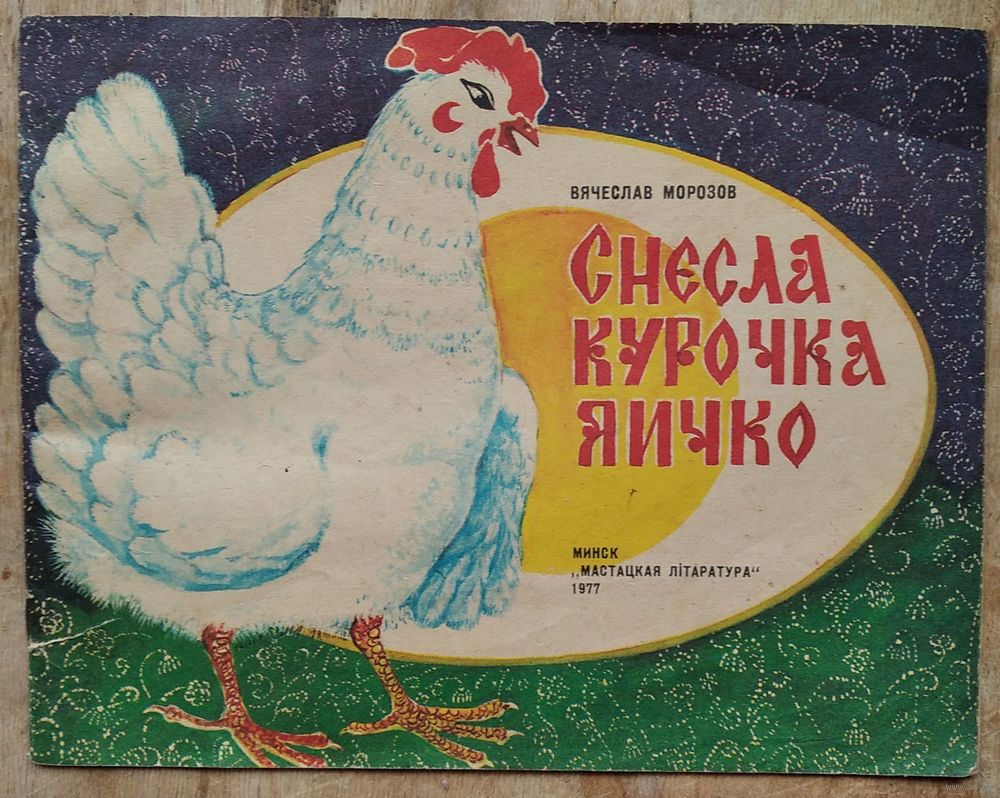 ВЯЧЕСЛАВ МОРОЗОВ
СНЕСЛА
КУРОЧКА
ЯИЧКО
МИНСК
„МАСТАЦКАЯ ЛІТАРАТУРА“
1977